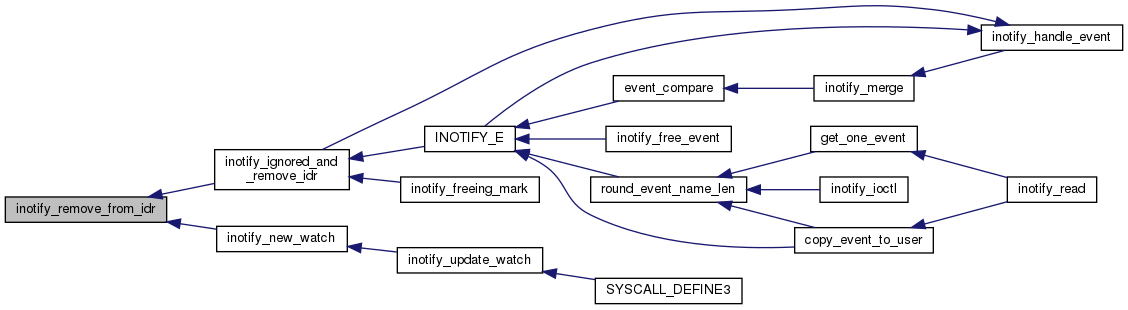 inotify_handle_event
event_compare
inotify_merge
INOTIFY_E
inotify_free_event
get_one_event
inotify_ignored_and
_remove_idr
inotify_freeing_mark
round_event_name_len
inotify_ioctl
inotify_read
inotify_remove_from_idr
inotify_new_watch
copy_event_to_user
inotify_update_watch
SYSCALL_DEFINE3